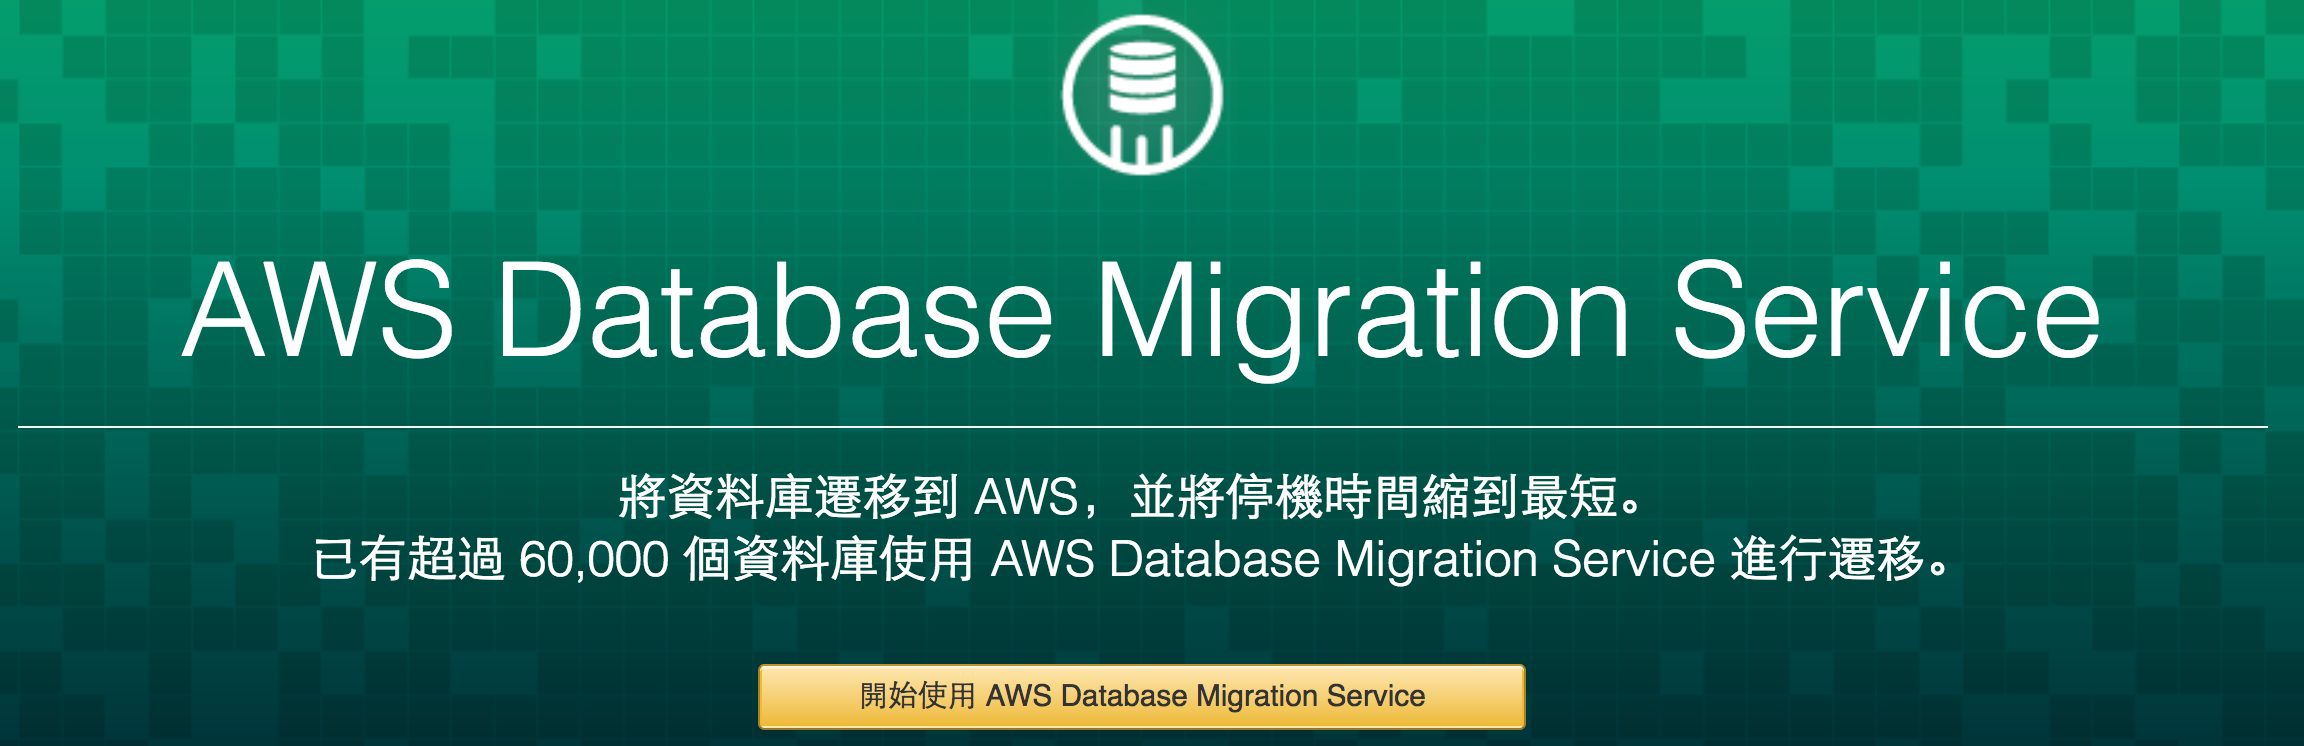 AWS Database Migration Service
將資料庫遷移到 AWS，並將停機時間縮到最短。
已有超過 60,000 個資料庫使用 AWS Database Migration Service 進行遷移。
開始使用 AWS Database Migration Service